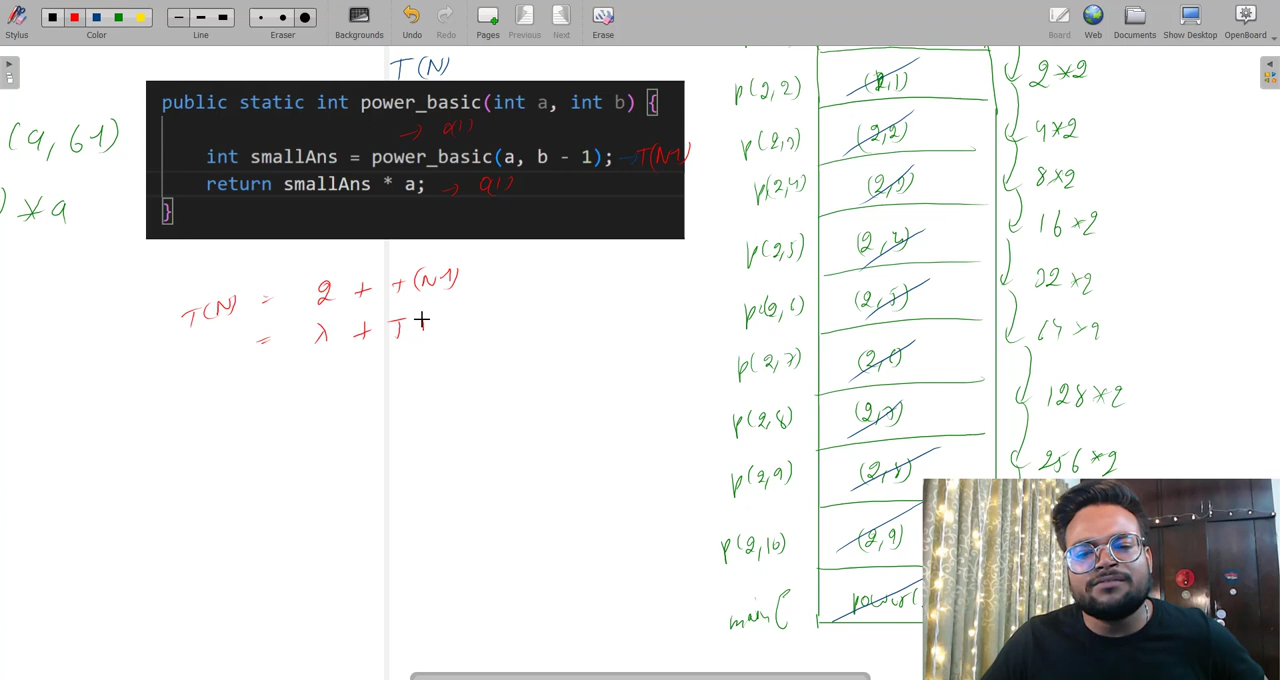 Stylus
Color
Line
Eraser
Backgrounds
Undo
Redo
Pages
Previous
Next
Erase
Board
Web
Documents
Show Desktop
OpenBoard
T(N)
public static int power_basic(int a, int b) {
int smallAns = power_basic(a, b - 1); → T(N-1)
return smallAns * a;
}
*a
T(N) = 2 + T(N-1)
= λ + T
p(2,2) (2,1) 2*2
p(2,3) (2,2) 4*2
p(2,4) (2,3) 8*2
p(2,5) (2,4) 16*2
p(2,6) (2,5) 32*2
p(2,7) (2,6) 64*2
p(2,8) (2,7) 128*2
p(2,9) (2,8) 256*2
p(2,10) (2,9)
main( power(